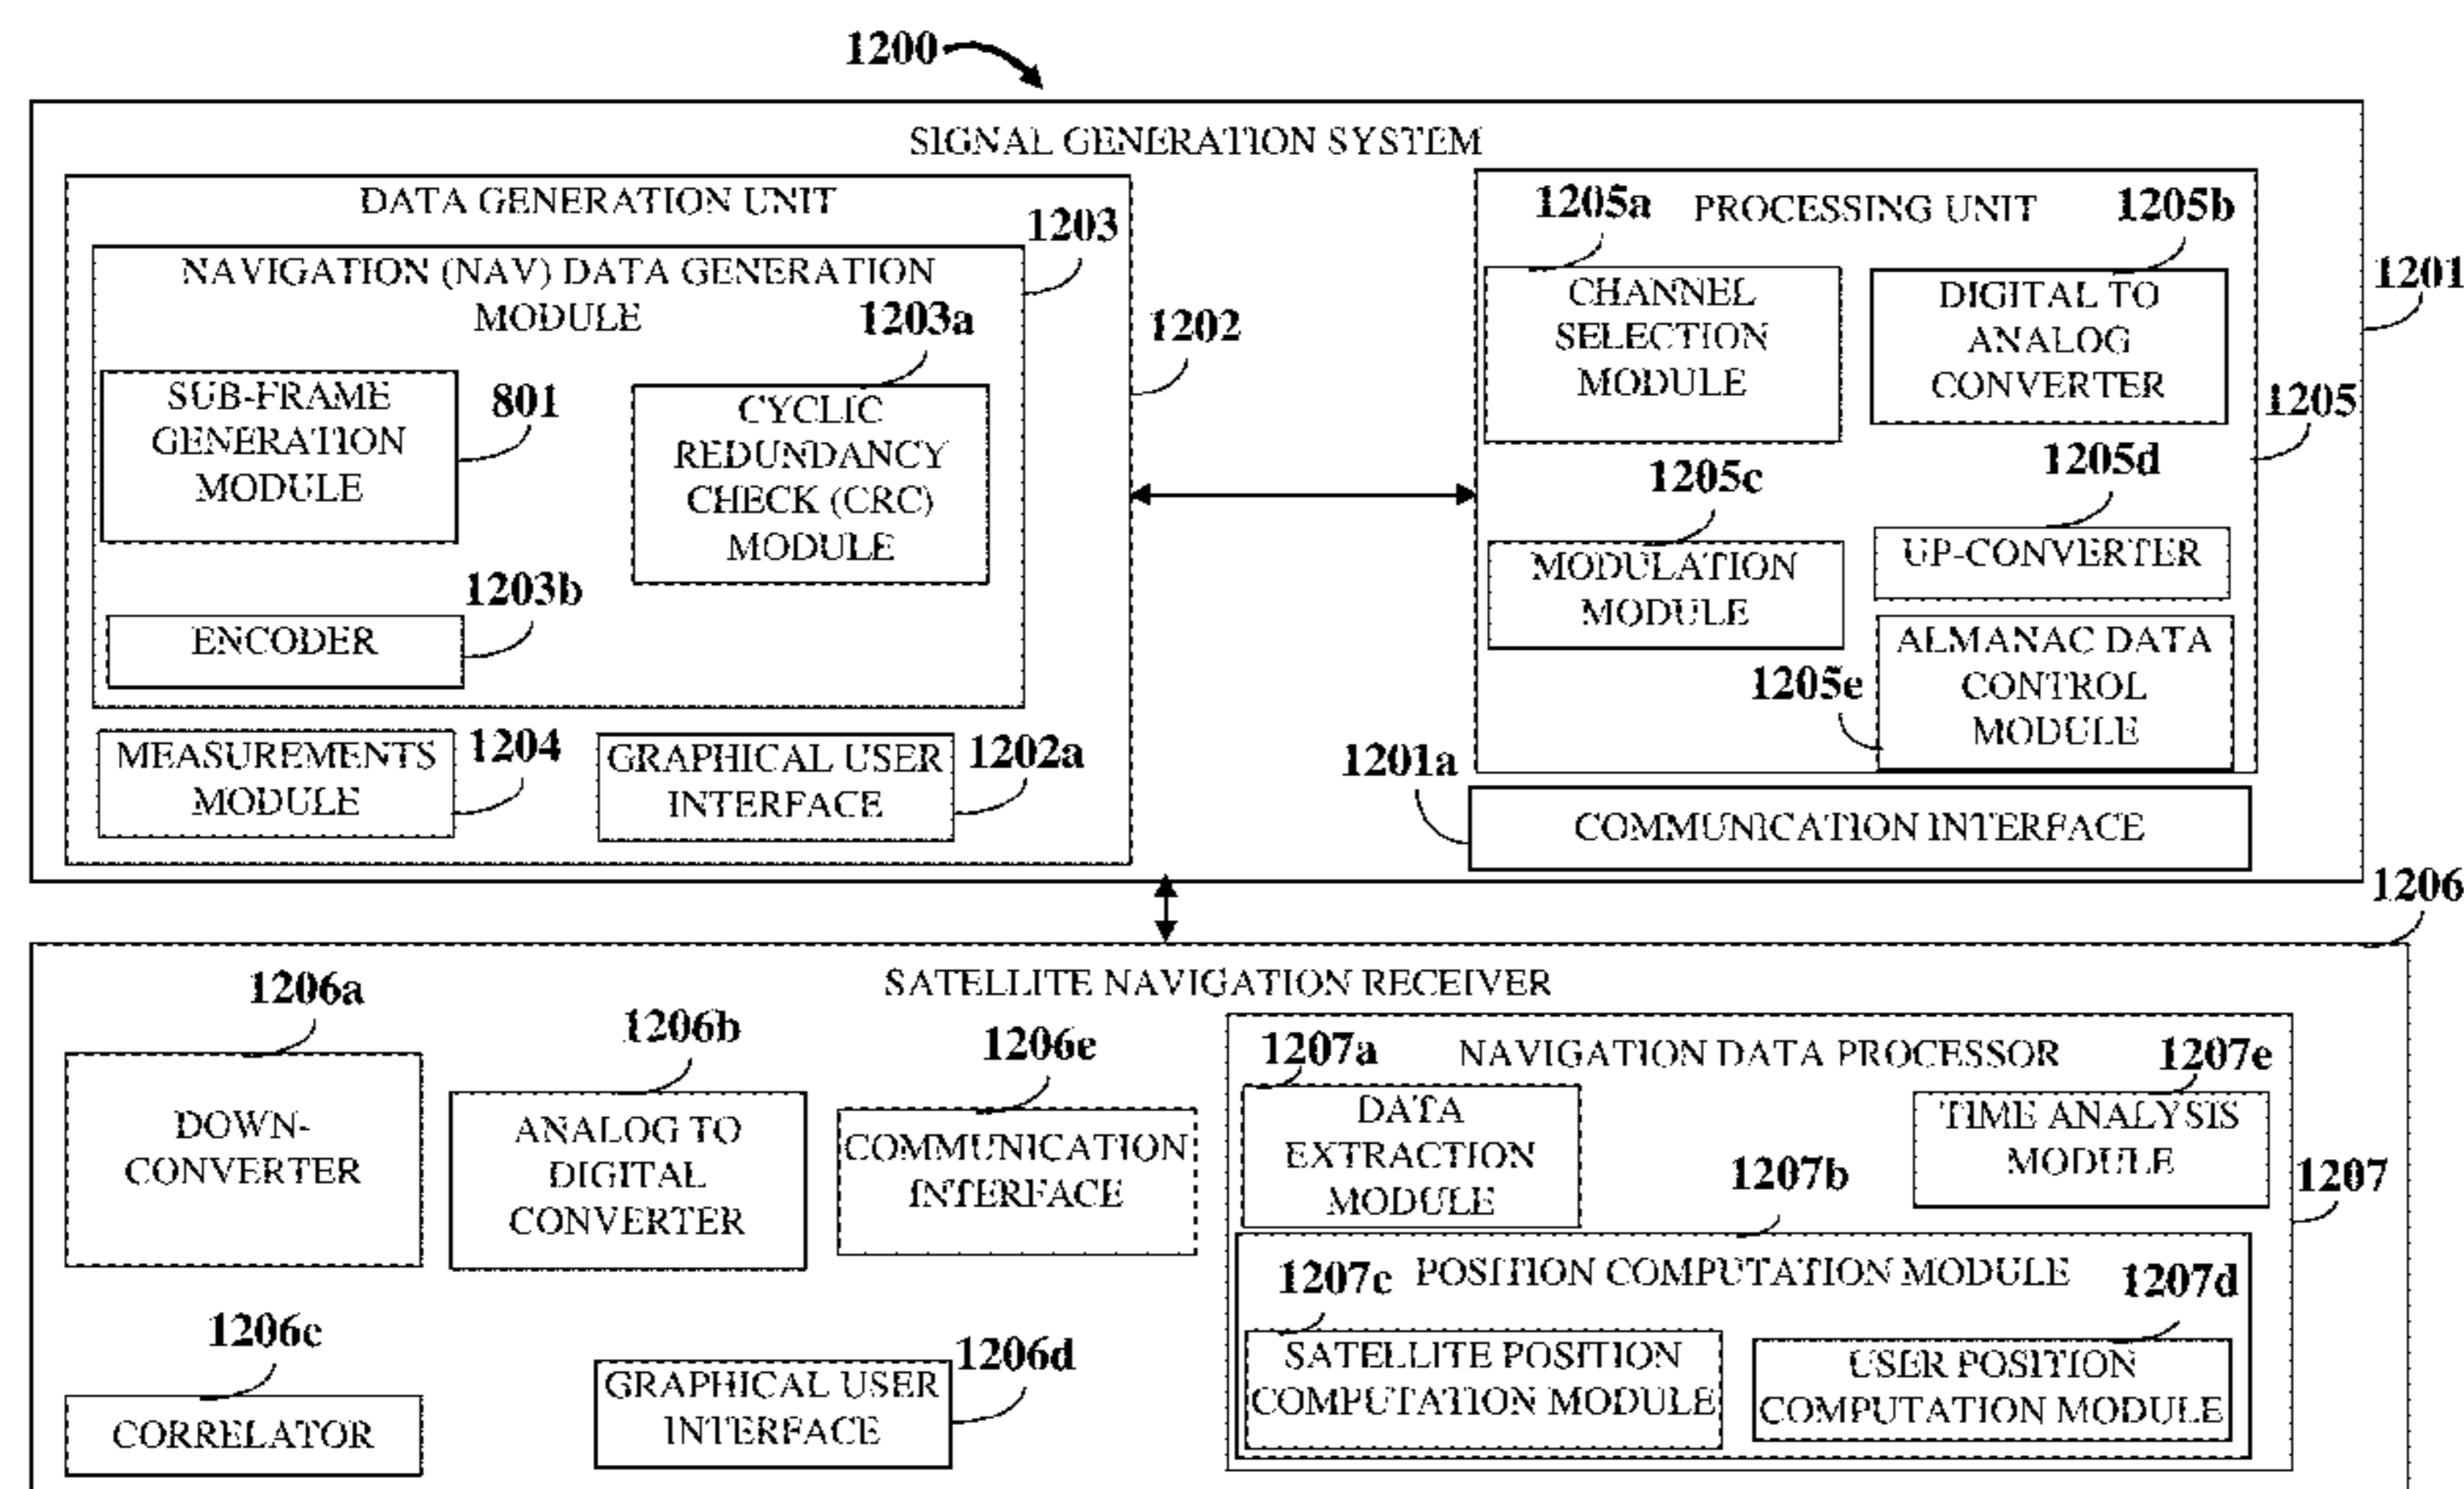 1200
SIGNAL GENERATION SYSTEM
DATA GENERATION UNIT
1203
NAVIGATION (NAV) DATA GENERATION
MODULE
1203a
1202
SUB-FRAME
GENERATION
MODULE
801
CYCLIC
REDUNDANCY
CHECK (CRC)
MODULE
1203b
ENCODER
MEASUREMENTS
MODULE
1204
GRAPHICAL USER
INTERFACE
1202a
1205a
PROCESSING UNIT
1205b
CHANNEL
SELECTION
MODULE
DIGITAL TO
ANALOG
CONVERTER
1201
1205
1205c
1205d
MODULATION
MODULE
UP-CONVERTER
1205e
ALMANAC DATA
CONTROL
MODULE
1201a
COMMUNICATION INTERFACE
1206
SATELLITE NAVIGATION RECEIVER
1206a
DOWN-
CONVERTER
1206b
ANALOG TO
DIGITAL
CONVERTER
1206e
COMMUNICATION
INTERFACE
1206c
CORRELATOR
GRAPHICAL USER
INTERFACE
1206d
1207a
NAVIGATION DATA PROCESSOR
1207e
DATA
EXTRACTION
MODULE
TIME ANALYSIS
MODULE
1207
1207b
1207c
POSITION COMPUTATION MODULE
1207d
SATELLITE POSITION
COMPUTATION MODULE
USER POSITION
COMPUTATION MODULE